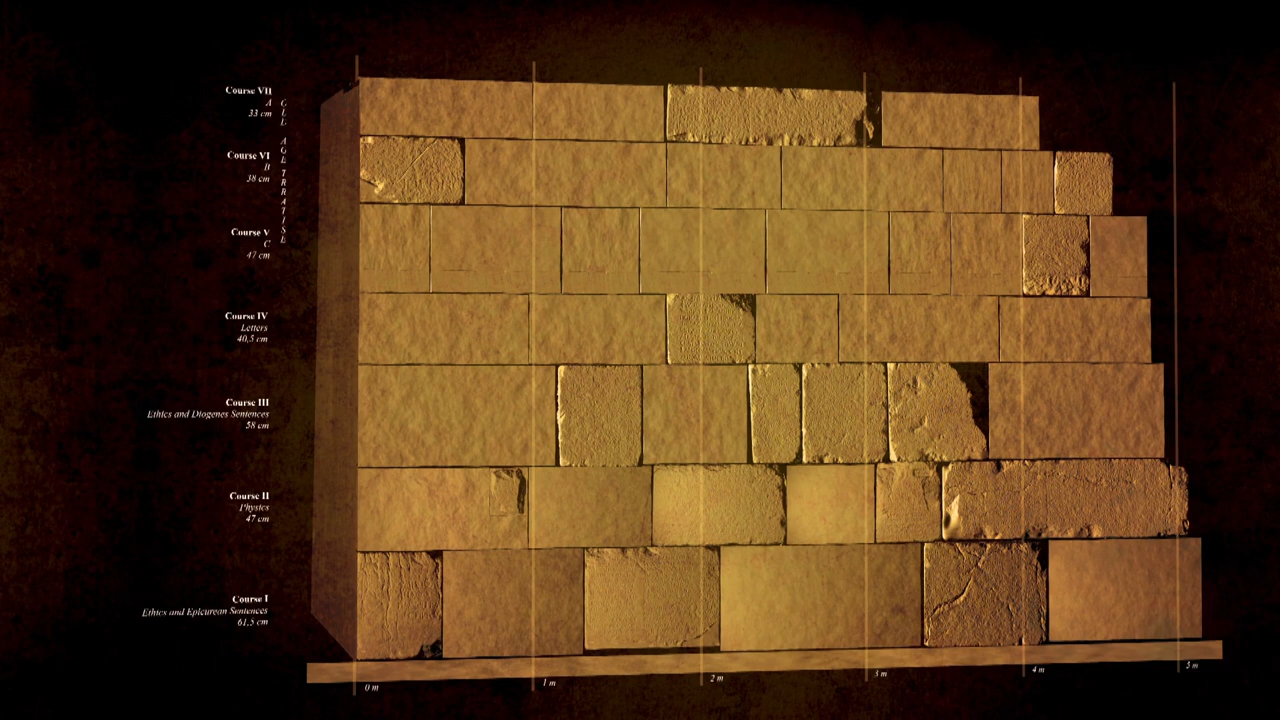 Course VII
A
33 cm
Course VI
B
38 cm
Course V
C
47 cm
Course IV
Letters
40,5 cm
Course III
Ethics and Diogenes Sentences
58 cm
Course II
Physics
47 cm
Course I
Ethics and Epicurean Sentences
61,5 cm
0 m
1 m
2 m
3 m
4 m
5 m